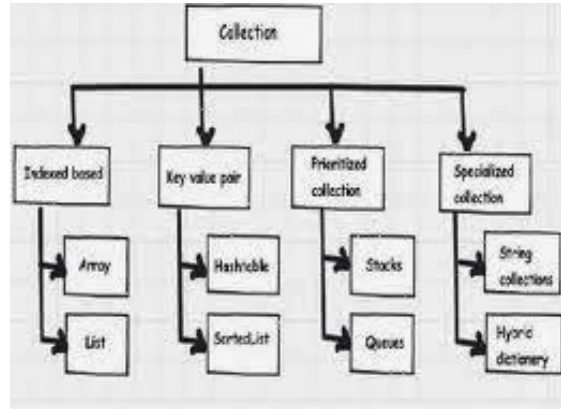 Collection
Indexed based
Key value pair
Prioritized
collection
Specialized
collection
Array
Hashtable
Stacks
String
collections
List
SortedList
Queues
Hybrid
dictionery